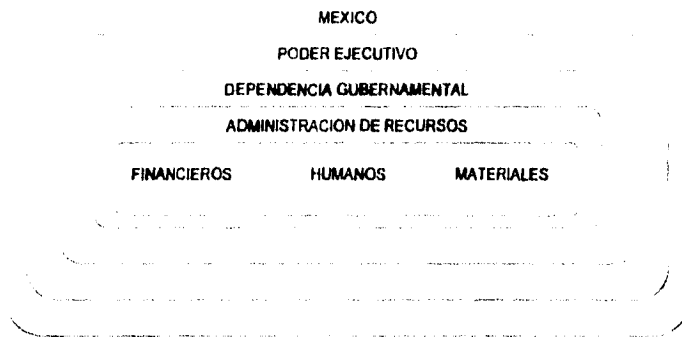 MEXICO
PODER EJECUTIVO
DEPENDENCIA GUBERNAMENTAL
ADMINISTRACION DE RECURSOS
FINANCIEROS HUMANOS MATERIALES